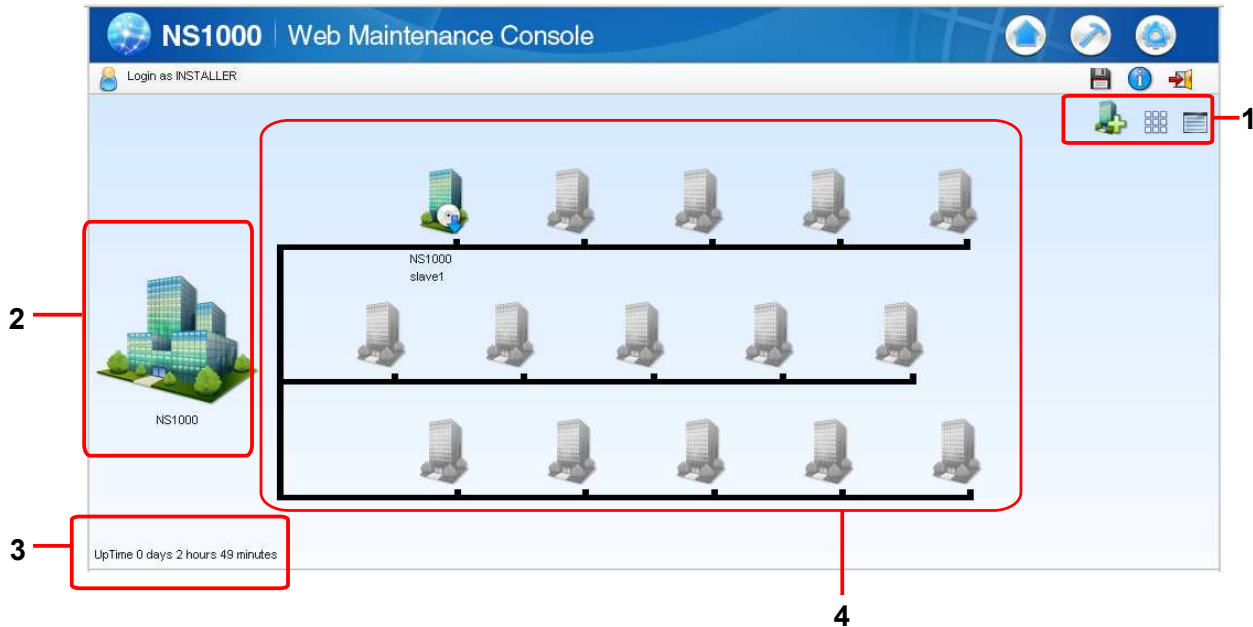 NS1000 Web Maintenance Console
Login as INSTALLER
1
NS1000
slave1
2
NS1000
3
UpTime 0 days 2 hours 49 minutes
4